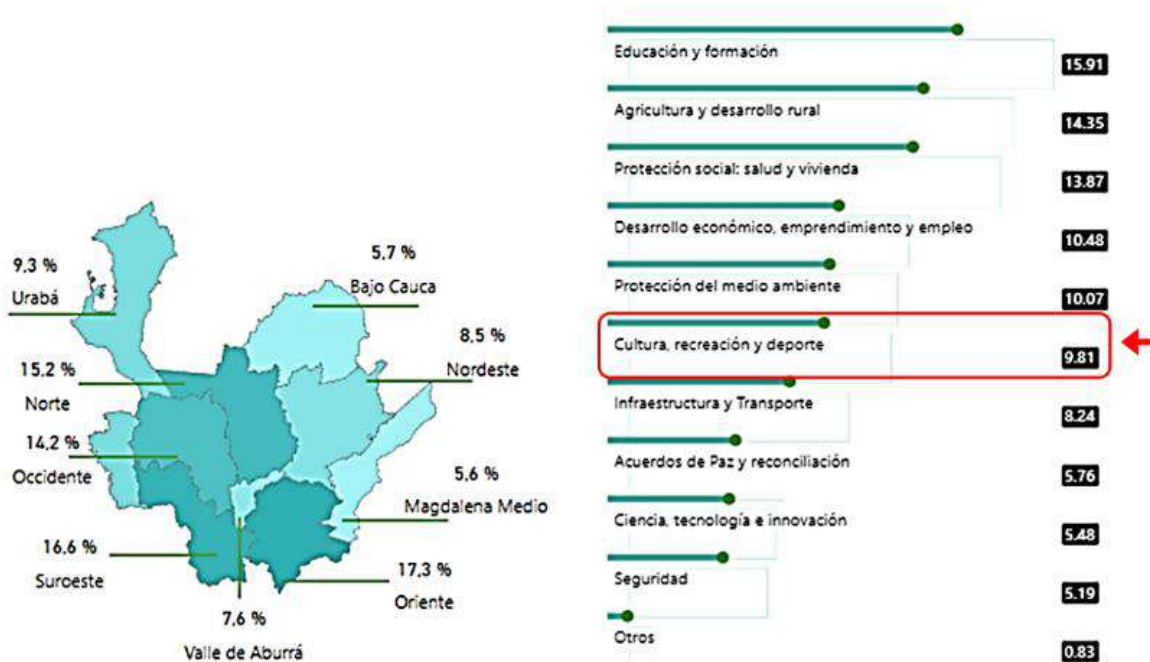 9,3 %
Urabá
5,7 %
Bajo Cauca
8,5 %
Nordeste
15,2 %
Norte
14,2 %
Occidente
5,6 %
Magdalena Medio
16,6 %
Suroeste
17,3 %
Oriente
7,6 %
Valle de Aburrá
Educación y formación
15.91
Agricultura y desarrollo rural
14.35
Protección social: salud y vivienda
13.87
Desarrollo económico, emprendimiento y empleo
10.48
Protección del medio ambiente
10.07
Cultura, recreación y deporte
9.81
Infraestructura y Transporte
8.24
Acuerdos de Paz y reconciliación
5.76
Ciencia, tecnología e innovación
5.48
Seguridad
5.19
Otros
0.83